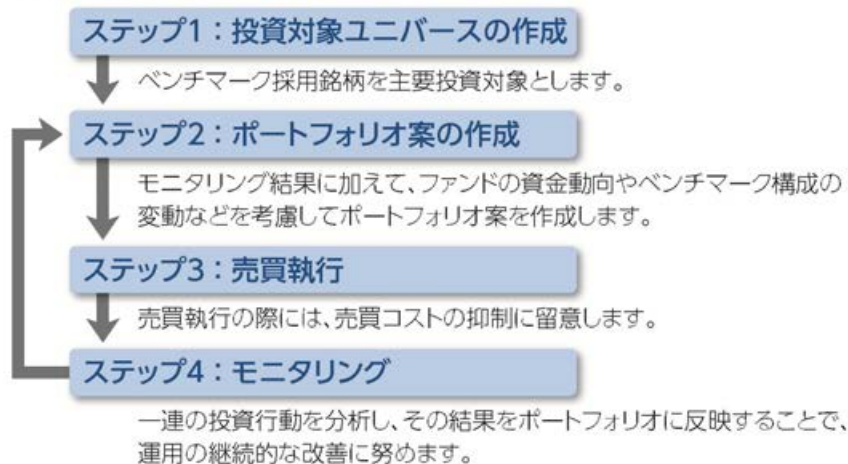 ステップ1：投資対象ユニバースの作成
ベンチマーク採用銘柄を主要投資対象とします。
ステップ2：ポートフォリオ案の作成
モニタリング結果に加えて、ファンドの資金動向やベンチマーク構成の
変動などを考慮してポートフォリオ案を作成します。
ステップ3：売買執行
売買執行の際には、売買コストの抑制に留意します。
ステップ4：モニタリング
一連の投資行動を分析し、その結果をポートフォリオに反映することで、
運用の継続的な改善に努めます。